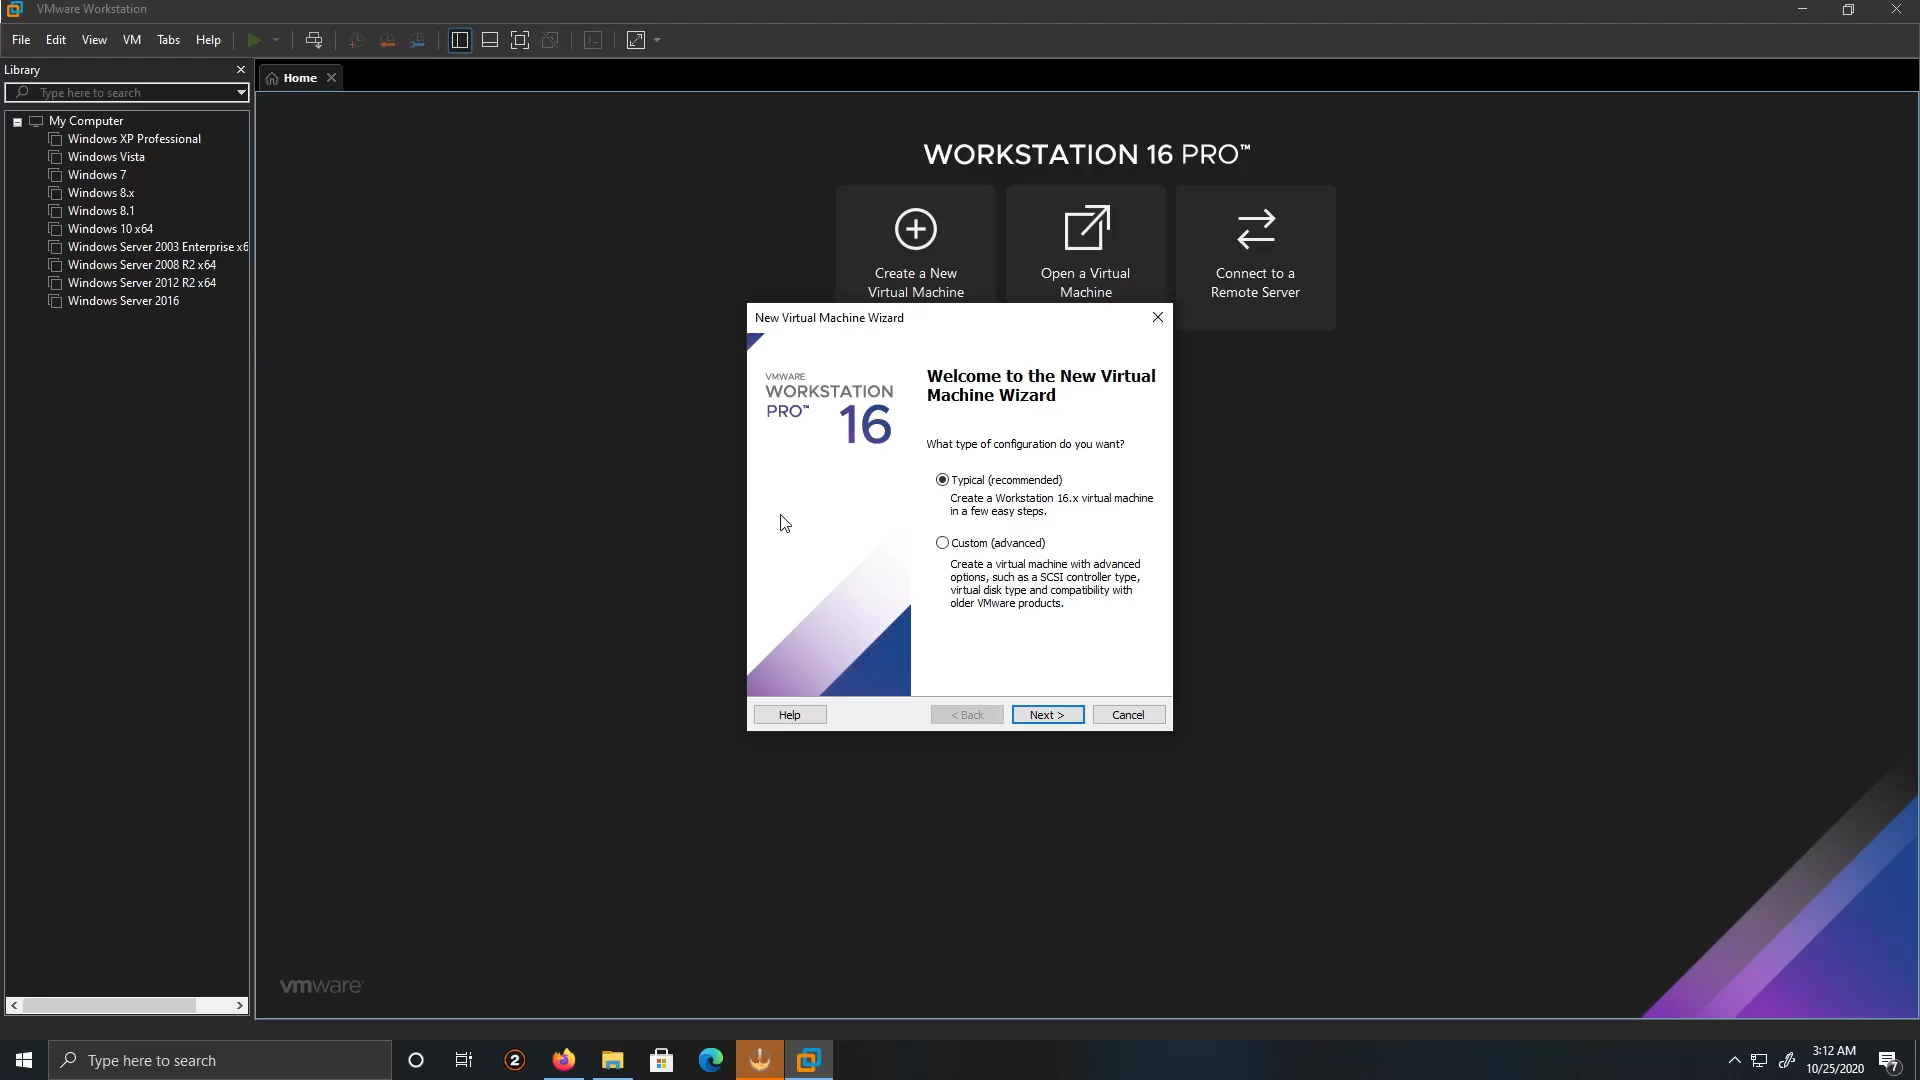 VMware Workstation
File Edit View VM Tabs Help
Library
Type here to search
My Computer
Windows XP Professional
Windows Vista
Windows 7
Windows 8.x
Windows 8.1
Windows 10 x64
Windows Server 2003 Enterprise x6
Windows Server 2008 R2 x64
Windows Server 2012 R2 x64
Windows Server 2016
Home
WORKSTATION 16 PRO™
Create a New
Virtual Machine
Open a Virtual
Machine
Connect to a
Remote Server
New Virtual Machine Wizard
VMWARE
WORKSTATION
PRO™ 16
Welcome to the New Virtual
Machine Wizard
What type of configuration do you want?
Typical (recommended)
Create a Workstation 16.x virtual machine
in a few easy steps.
Custom (advanced)
Create a virtual machine with advanced
options, such as a SCSI controller type,
virtual disk type and compatibility with
older VMware products.
Help < Back Next > Cancel
vmware
Type here to search
2
3:12 AM
10/25/2020
7